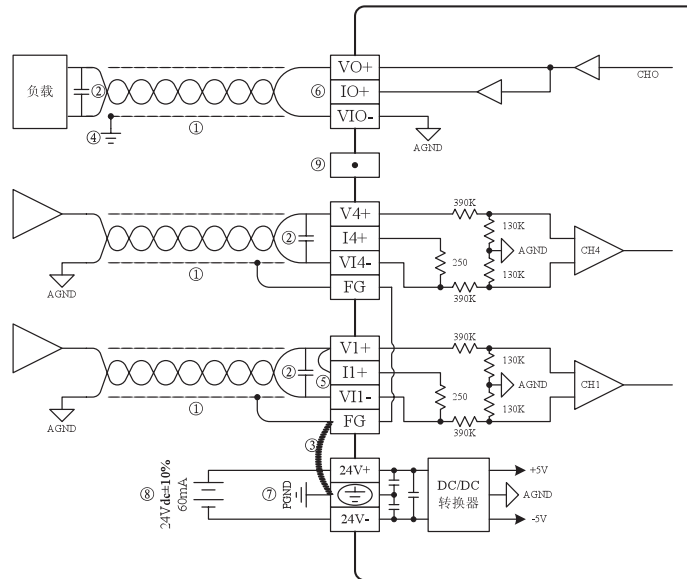 负载
②
④
①
⑥
VO+
IO+
VIO-
CHO
AGND
⑨
AGND
①
②
V4+
I4+
VI4-
FG
390K
130K
250
AGND
130K
390K
CH4
AGND
①
②
⑤
V1+
I1+
VI1-
FG
390K
130K
250
AGND
130K
390K
CH1
③
⑧
24Vdc±10%
60mA
⑦
PGND
24V+
24V-
DC/DC
转换器
+5V
AGND
-5V